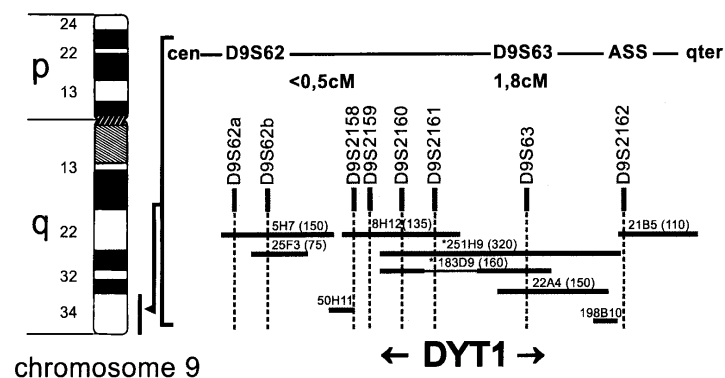 24
22
13
p
13
q
22
32
34
chromosome 9
cen D9S62 D9S63 ASS qter
<0,5cM 1,8cM
D9S62a
D9S62b
D9S2158
D9S2159
D9S2160
D9S2161
D9S63
D9S2162
5H7 (150) 8H12(135) 21B5 (110)
25F3 (75) *251H9 (320)
*183D9 (160)
22A4 (150)
50H11 198B10
← DYT1 →